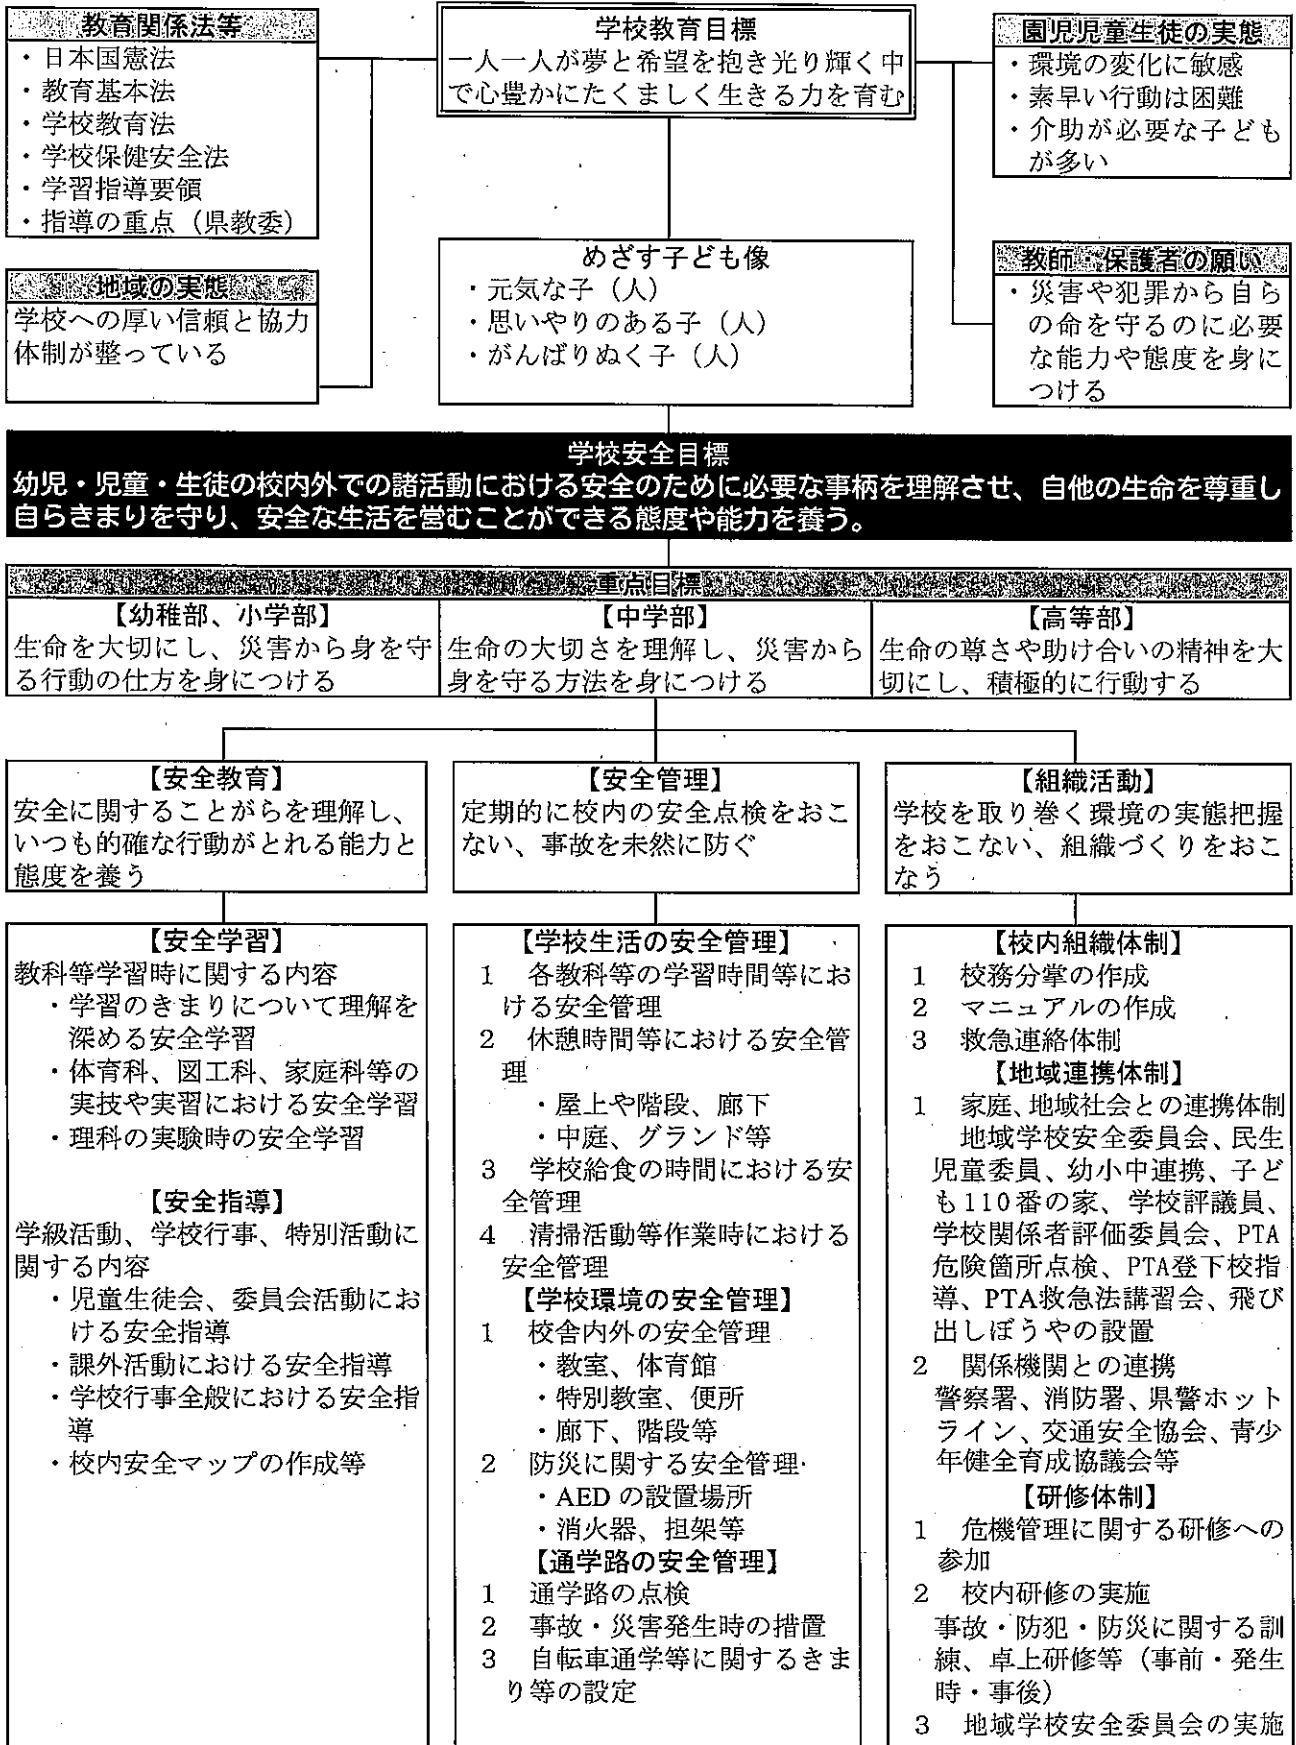 教育関係法等
・日本国憲法
・教育基本法
・学校教育法
・学校保健安全法
・学習指導要領
・指導の重点（県教委）
地域の実態
学校への厚い信頼と協力
体制が整っている
学校教育目標
一人一人が夢と希望を抱き光り輝く中
で心豊かにたくましく生きる力を育む
めざす子ども像
・元気な子（人）
・思いやりのある子（人）
・がんばりぬく子（人）
園児児童生徒の実態
・環境の変化に敏感
・素早い行動は困難
・介助が必要な子ども
が多い
教師・保護者の願い
・災害や犯罪から自ら
の命を守るのに必要
な能力や態度を身に
つける
学校安全目標
幼児・児童・生徒の校内外での諸活動における安全のために必要な事柄を理解させ、自他の生命を尊重し
自らきまりを守り、安全な生活を営むことができる態度や能力を養う。
重点目標
【幼稚部、小学部】
生命を大切にし、災害から身を守
る行動の仕方を身につける
【中学部】
生命の大切さを理解し、災害から
身を守る方法を身につける
【高等部】
生命の尊さや助け合いの精神を大
切にし、積極的に行動する
【安全教育】
安全に関することがらを理解し、
いつも的確な行動がとれる能力と
態度を養う
【安全管理】
定期的に校内の安全点検をおこ
ない、事故を未然に防ぐ
【組織活動】
学校を取り巻く環境の実態把握
をおこない、組織づくりをおこ
なう
【安全学習】
教科等学習時に関する内容
・学習のきまりについて理解を
深める安全学習
・体育科、図工科、家庭科等の
実技や実習における安全学習
・理科の実験時の安全学習
【安全指導】
学級活動、学校行事、特別活動に
関する内容
・児童生徒会、委員会活動にお
ける安全指導
・課外活動における安全指導
・学校行事全般における安全指
導
・校内安全マップの作成等
【学校生活の安全管理】
1 各教科等の学習時間等にお
ける安全管理
2 休憩時間等における安全管
理
・屋上や階段、廊下
・中庭、グランド等
3 学校給食の時間における安
全管理
4 清掃活動等作業時における
安全管理
【学校環境の安全管理】
1 校舎内外の安全管理
・教室、体育館
・特別教室、便所
・廊下、階段等
2 防災に関する安全管理
・AEDの設置場所
・消火器、担架等
【通学路の安全管理】
1 通学路の点検
2 事故・災害発生時の措置
3 自転車通学等に関するきま
り等の設定
【校内組織体制】
1 校務分掌の作成
2 マニュアルの作成
3 救急連絡体制
【地域連携体制】
1 家庭、地域社会との連携体制
地域学校安全委員会、民生
児童委員、幼小中連携、子ど
も110番の家、学校評議員、
学校関係者評価委員会、PTA
危険箇所点検、PTA登下校指
導、PTA救急法講習会、飛び
出しぼうやの設置
2 関係機関との連携
警察署、消防署、県警ホット
ライン、交通安全協会、青少
年健全育成協議会等
【研修体制】
1 危機管理に関する研修への
参加
2 校内研修の実施
事故・防犯・防災に関する訓
練、卓上研修等（事前・発生
時・事後）
3 地域学校安全委員会の実施